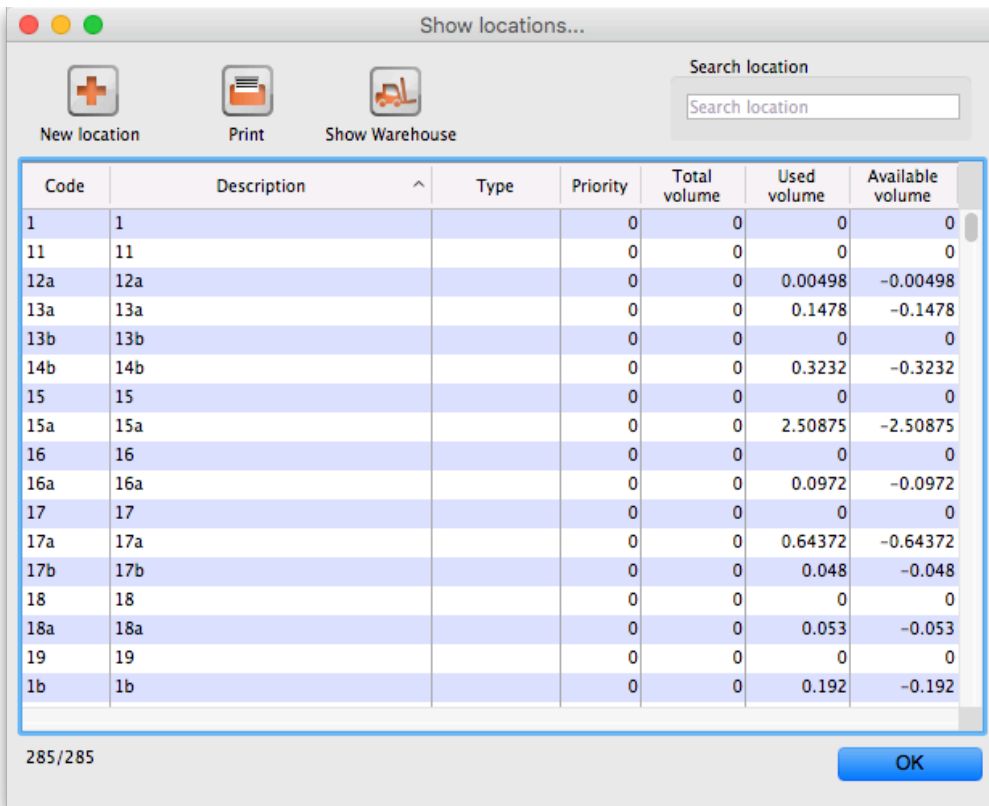 Show locations...
Search location
Search location
New location Print Show Warehouse
Code Description Type Priority Total volume Used volume Available volume
1 1 0 0 0 0
11 11 0 0 0 0
12a 12a 0 0 0.00498 -0.00498
13a 13a 0 0 0.1478 -0.1478
13b 13b 0 0 0 0
14b 14b 0 0 0.3232 -0.3232
15 15 0 0 0 0
15a 15a 0 0 2.50875 -2.50875
16 16 0 0 0 0
16a 16a 0 0 0.0972 -0.0972
17 17 0 0 0 0
17a 17a 0 0 0.64372 -0.64372
17b 17b 0 0 0.048 -0.048
18 18 0 0 0 0
18a 18a 0 0 0.053 -0.053
19 19 0 0 0 0
1b 1b 0 0 0.192 -0.192
285/285
OK